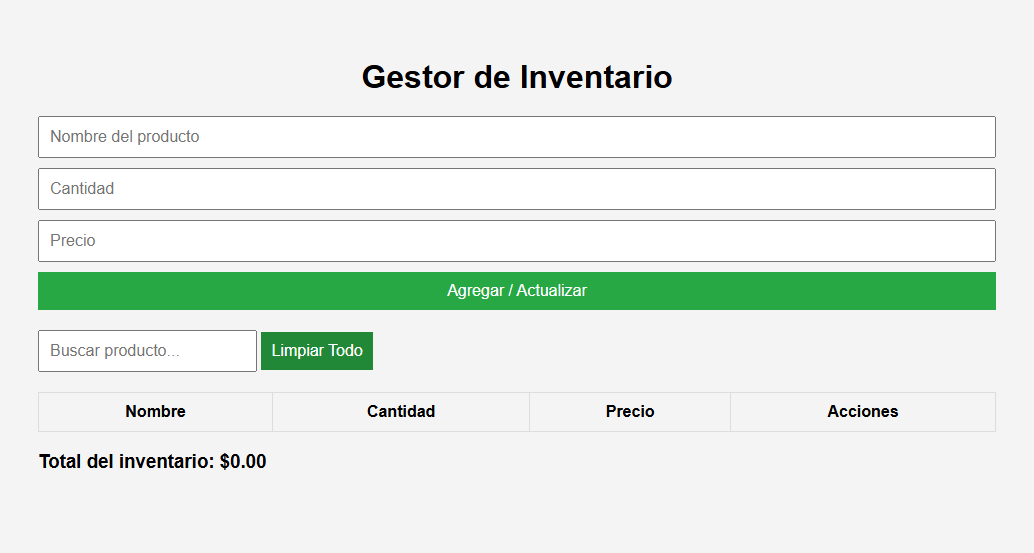 Gestor de Inventario
Nombre del producto
Cantidad
Precio
Agregar / Actualizar
Buscar producto... Limpiar Todo
Nombre Cantidad Precio Acciones
Total del inventario: $0.00